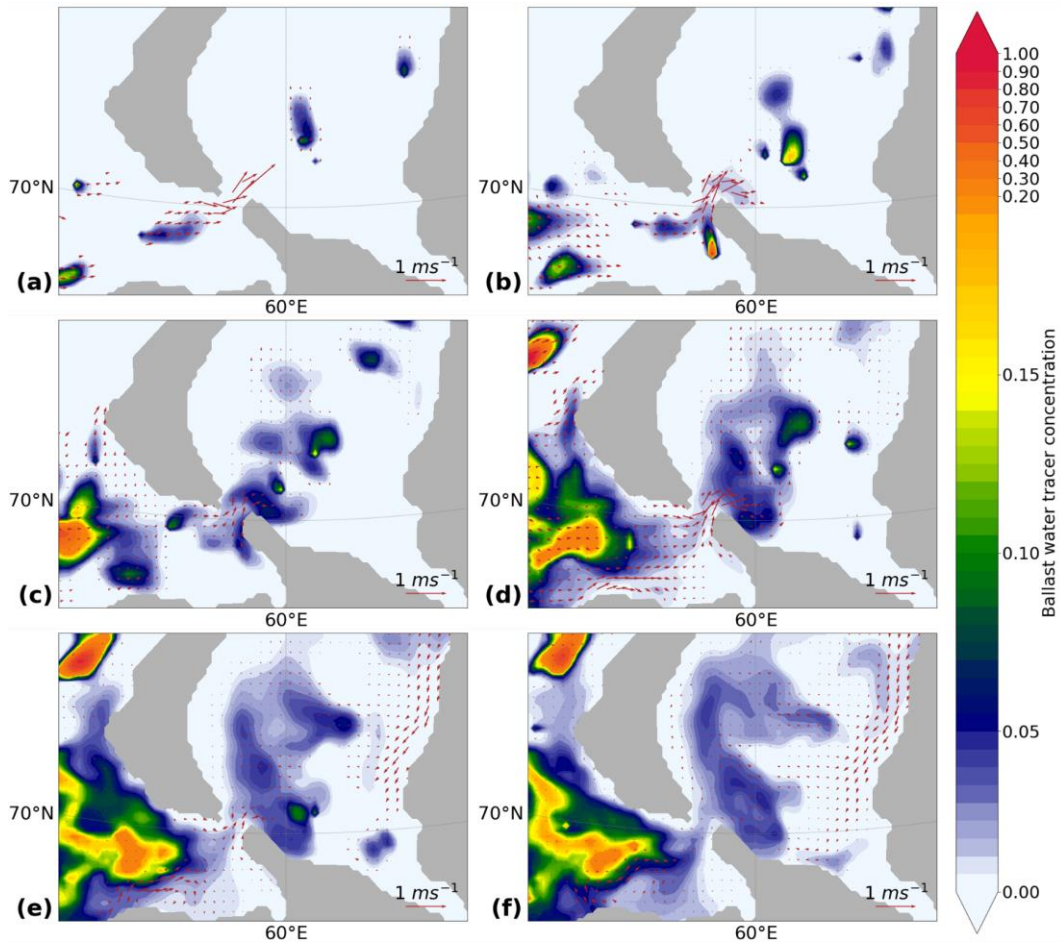 70°N
(a)
1 ms⁻¹
60°E
70°N
(b)
1 ms⁻¹
60°E
70°N
(c)
1 ms⁻¹
60°E
70°N
(d)
1 ms⁻¹
60°E
70°N
(e)
1 ms⁻¹
60°E
70°N
(f)
1 ms⁻¹
60°E
1.00
0.90
0.80
0.70
0.60
0.50
0.40
0.30
0.20
0.15
0.10
0.05
0.00
Ballast water tracer concentration